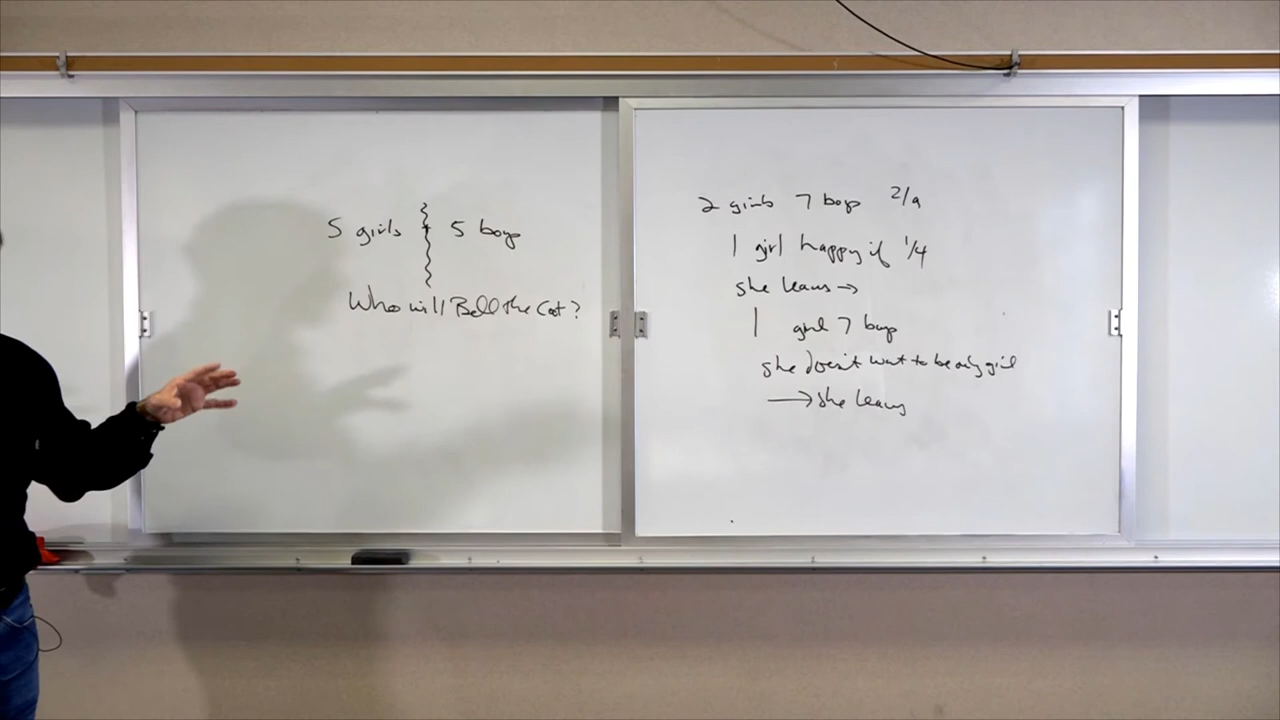 5 girls 5 boys
Who will Bell the Cat?
2 girls 7 boys 2/9
1 girl happy if 1/4
she leaves →
1 girl 7 boys
she doesn't want to be only girl
→ she leaves